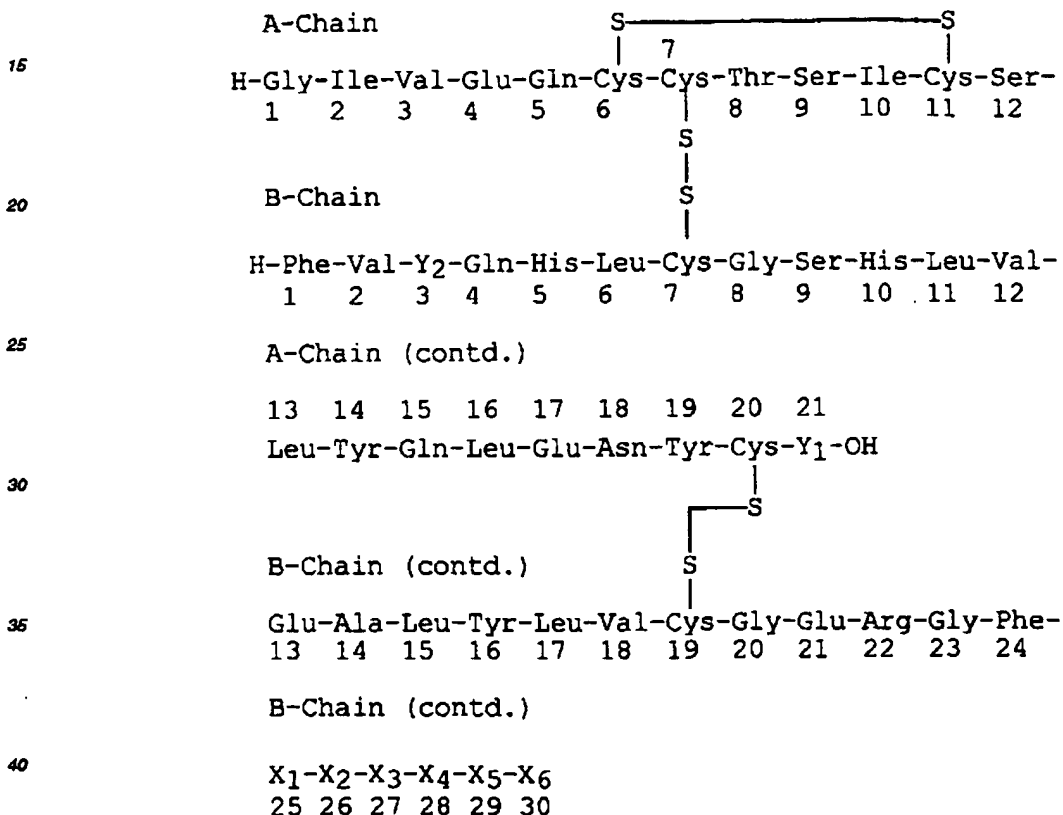 A-Chain
S S
7
15
H-Gly-Ile-Val-Glu-Gln-Cys-Cys-Thr-Ser-Ile-Cys-Ser-
1 2 3 4 5 6 8 9 10 11 12
S
20
B-Chain
S
H-Phe-Val-Y2-Gln-His-Leu-Cys-Gly-Ser-His-Leu-Val-
1 2 3 4 5 6 7 8 9 10 11 12
25
A-Chain (contd.)
13 14 15 16 17 18 19 20 21
Leu-Tyr-Gln-Leu-Glu-Asn-Tyr-Cys-Y1-OH
30
S
B-Chain (contd.)
S
35
Glu-Ala-Leu-Tyr-Leu-Val-Cys-Gly-Glu-Arg-Gly-Phe-
13 14 15 16 17 18 19 20 21 22 23 24
B-Chain (contd.)
40
X1-X2-X3-X4-X5-X6
25 26 27 28 29 30